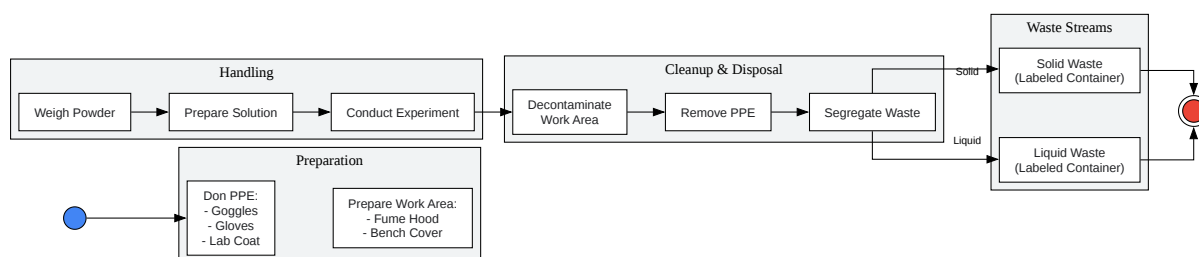 Handling
Weigh Powder
Prepare Solution
Conduct Experiment
Cleanup & Disposal
Decontaminate
Work Area
Remove PPE
Segregate Waste
Solid
Liquid
Waste Streams
Solid Waste
(Labeled Container)
Liquid Waste
(Labeled Container)
Preparation
Don PPE:
- Goggles
- Gloves
- Lab Coat
Prepare Work Area:
- Fume Hood
- Bench Cover